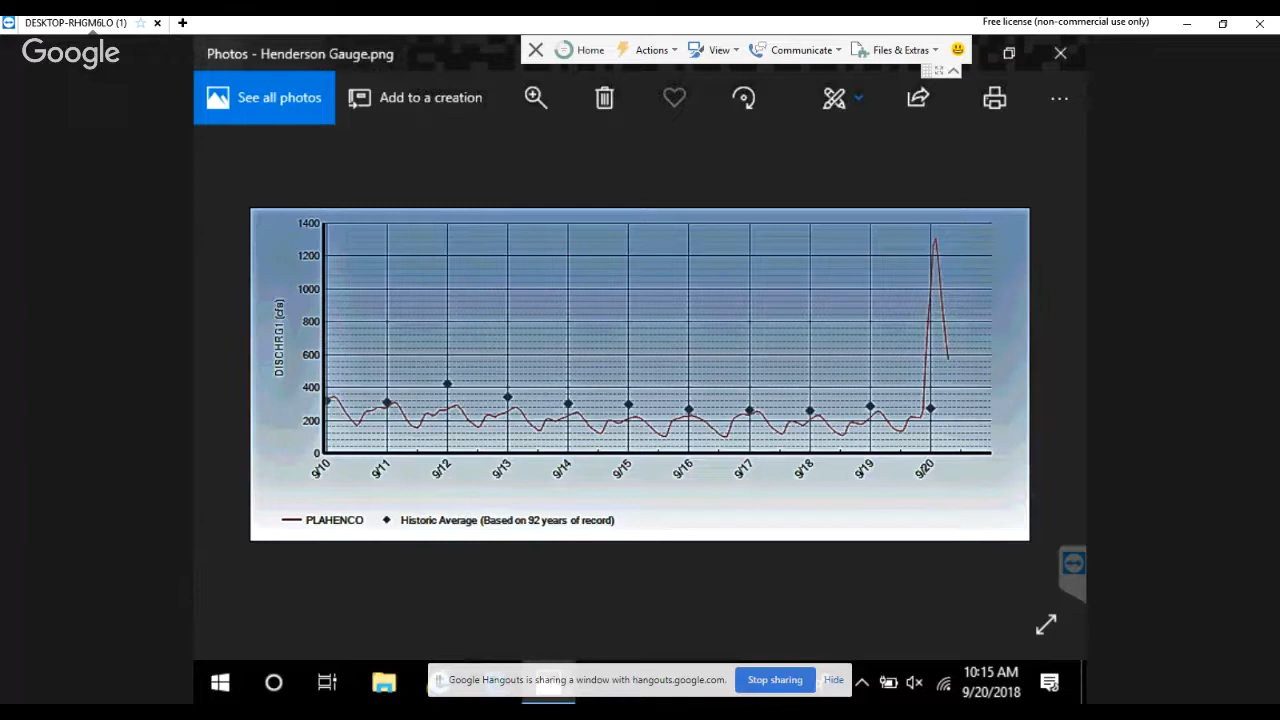 DESKTOP-RHGM6LO (1)
Free license (non-commercial use only)
Google
Photos - Henderson Gauge.png
Home
Actions
View
Communicate
Files & Extras
See all photos
Add to a creation
DISCHRG1 (cfs)
1400
1200
1000
800
600
400
200
0
9/10 9/11 9/12 9/13 9/14 9/15 9/16 9/17 9/18 9/19 9/20
PLAHENCO
Historic Average (Based on 92 years of record)
Google Hangouts is sharing a window with hangouts.google.com.
Stop sharing
Hide
10:15 AM
9/20/2018